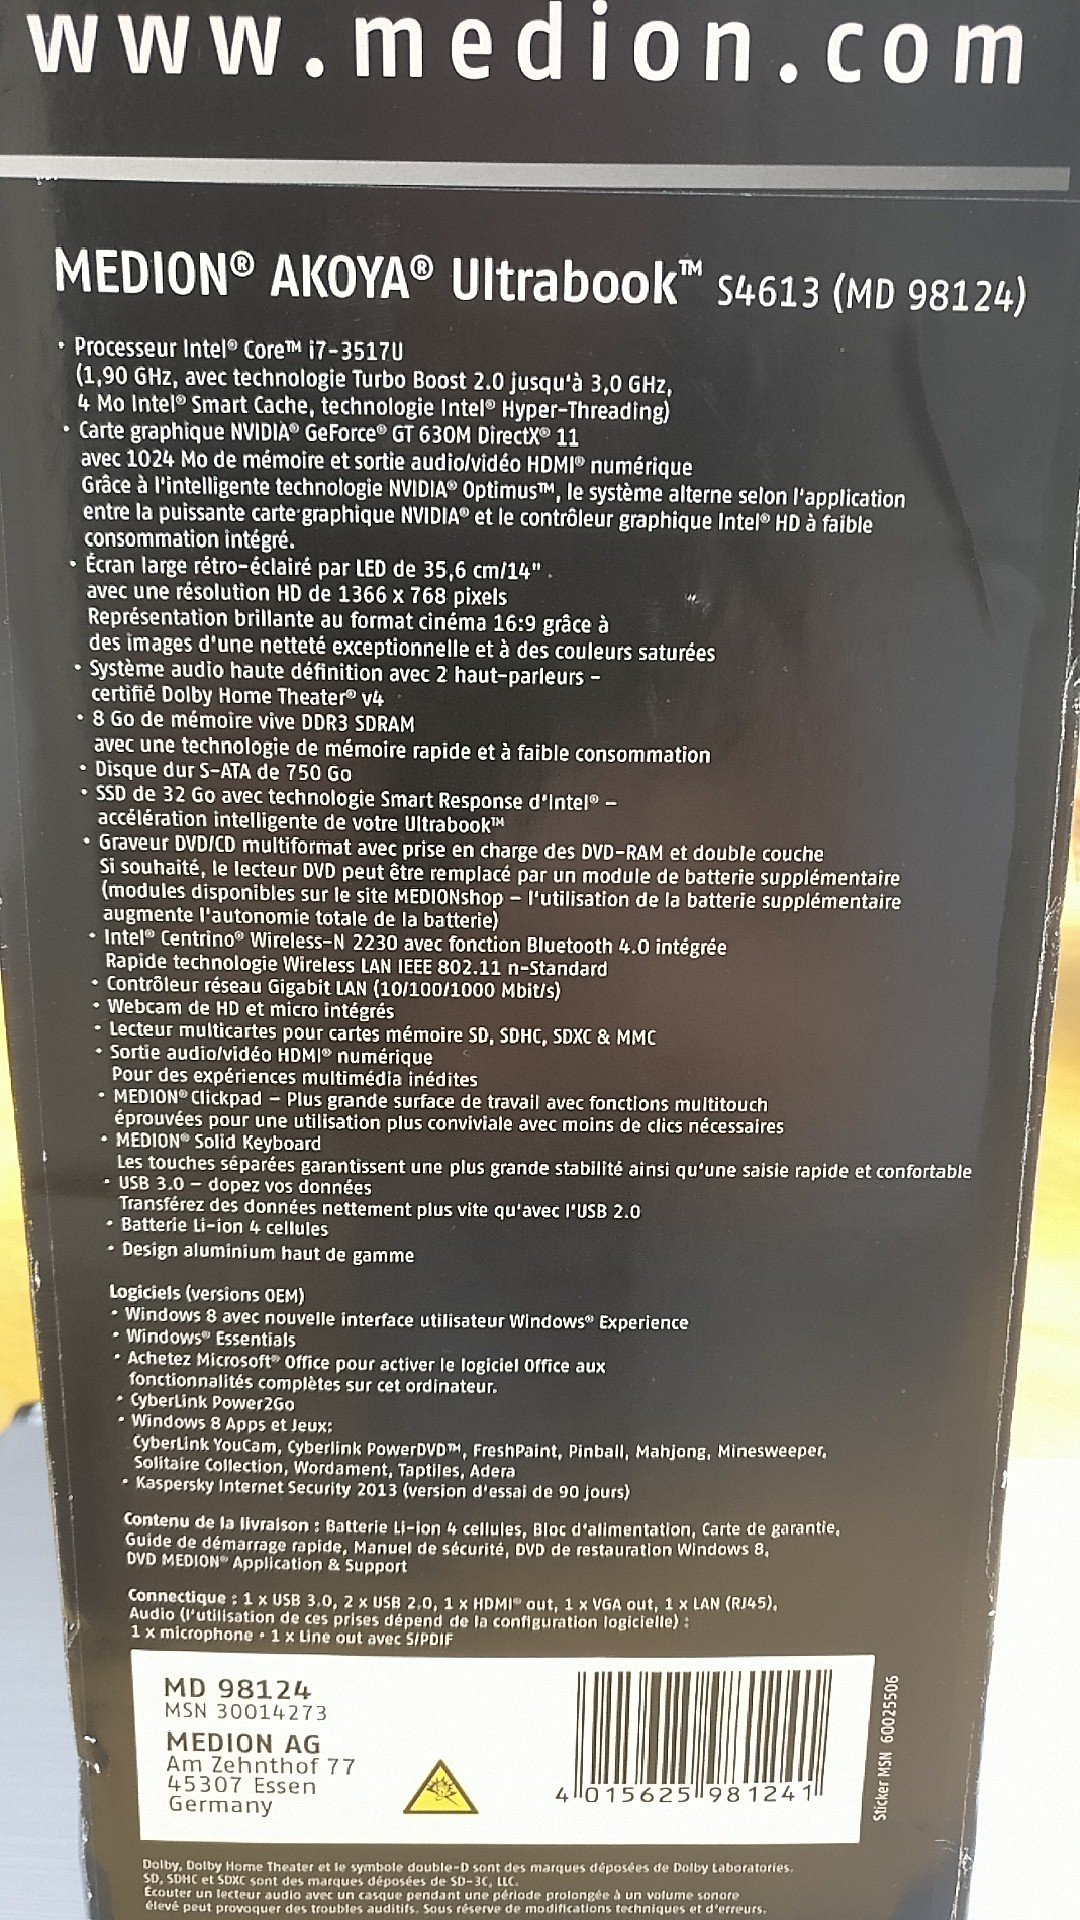 www.medion.com
MEDION® AKOYA® Ultrabook™ S4613 (MD 98124)
• Processeur Intel® Core™ i7-3517U
(1,90 GHz, avec technologie Turbo Boost 2.0 jusqu'à 3,0 GHz,
4 Mo Intel® Smart Cache, technologie Intel® Hyper-Threading)
• Carte graphique NVIDIA® GeForce® GT 630M DirectX® 11
avec 1024 Mo de mémoire et sortie audio/vidéo HDMI® numérique
Grâce à l'intelligente technologie NVIDIA® Optimus™, le système alterne selon l'application
entre la puissante carte graphique NVIDIA® et le contrôleur graphique Intel® HD à faible
consommation intégré.
• Écran large rétro-éclairé par LED de 35,6 cm/14"
avec une résolution HD de 1366 x 768 pixels
Représentation brillante au format cinéma 16:9 grâce à
des images d'une netteté exceptionnelle et à des couleurs saturées
• Système audio haute définition avec 2 haut-parleurs –
certifié Dolby Home Theater® v4
• 8 Go de mémoire vive DDR3 SDRAM
avec une technologie de mémoire rapide et à faible consommation
• Disque dur S-ATA de 750 Go
• SSD de 32 Go avec technologie Smart Response d'Intel® –
accélération intelligente de votre Ultrabook™
• Graveur DVD/CD multiformat avec prise en charge des DVD-RAM et double couche
Si souhaité, le lecteur DVD peut être remplacé par un module de batterie supplémentaire
(modules disponibles sur le site MEDIONshop – l'utilisation de la batterie supplémentaire
augmente l'autonomie totale de la batterie)
• Intel® Centrino® Wireless-N 2230 avec fonction Bluetooth 4.0 intégrée
Rapide technologie Wireless LAN IEEE 802.11 n-Standard
• Contrôleur réseau Gigabit LAN (10/100/1000 Mbit/s)
• Webcam de HD et micro intégrés
• Lecteur multicartes pour cartes mémoire SD, SDHC, SDXC & MMC
• Sortie audio/vidéo HDMI® numérique
Pour des expériences multimédia inédites
• MEDION® Clickpad – Plus grande surface de travail avec fonctions multitouch
éprouvées pour une utilisation plus conviviale avec moins de clics nécessaires
• MEDION® Solid Keyboard
Les touches séparées garantissent une plus grande stabilité ainsi qu'une saisie rapide et confortable
• USB 3.0 – dopez vos données
Transférez des données nettement plus vite qu'avec l'USB 2.0
• Batterie Li-ion 4 cellules
• Design aluminium haut de gamme
Logiciels (versions OEM)
• Windows 8 avec nouvelle interface utilisateur Windows® Experience
• Windows® Essentials
• Achetez Microsoft® Office pour activer le logiciel Office aux
fonctionnalités complètes sur cet ordinateur.
• CyberLink Power2Go
• Windows 8 Apps et Jeux:
CyberLink YouCam, Cyberlink PowerDVD™, FreshPaint, Pinball, Mahjong, Minesweeper,
Solitaire Collection, Wordament, Taptiles, Adera
• Kaspersky Internet Security 2013 (version d'essai de 90 jours)
Contenu de la livraison : Batterie Li-ion 4 cellules, Bloc d'alimentation, Carte de garantie,
Guide de démarrage rapide, Manuel de sécurité, DVD de restauration Windows 8,
DVD MEDION® Application & Support
Connectique : 1 x USB 3.0, 2 x USB 2.0, 1 x HDMI® out, 1 x VGA out, 1 x LAN (RJ45),
Audio (l'utilisation de ces prises dépend de la configuration logicielle) :
1 x microphone • 1 x Line out avec S/PDIF
MD 98124
MSN 30014273
MEDION AG
Am Zehnthof 77
45307 Essen
Germany
4 015625 981241
Sticker MSN 60025506
Dolby, Dolby Home Theater et le symbole double-D sont des marques déposées de Dolby Laboratories.
SD, SDHC et SDXC sont des marques déposées de SD-3C, LLC.
Écouter un lecteur audio avec un casque pendant une période prolongée à un volume sonore
élevé peut provoquer des troubles auditifs. Sous réserve de modifications techniques et d'erreurs.